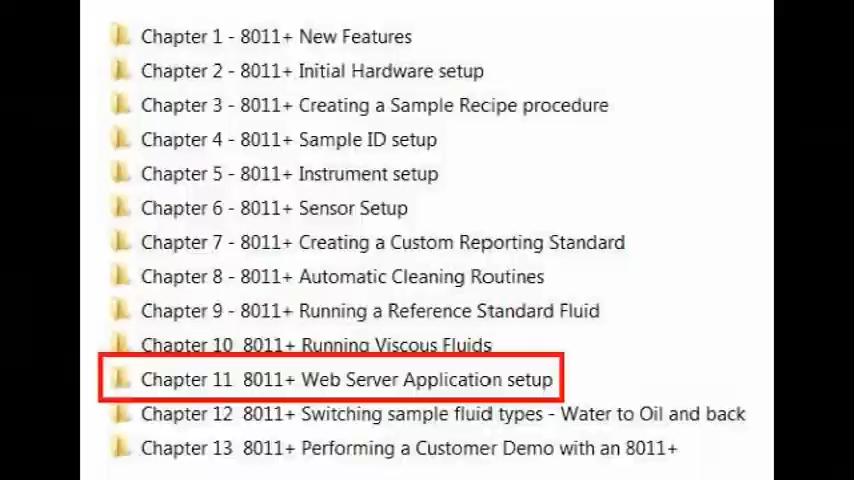 Chapter 1 - 8011+ New Features
Chapter 2 - 8011+ Initial Hardware setup
Chapter 3 - 8011+ Creating a Sample Recipe procedure
Chapter 4 - 8011+ Sample ID setup
Chapter 5 - 8011+ Instrument setup
Chapter 6 - 8011+ Sensor Setup
Chapter 7 - 8011+ Creating a Custom Reporting Standard
Chapter 8 - 8011+ Automatic Cleaning Routines
Chapter 9 - 8011+ Running a Reference Standard Fluid
Chapter 10 8011+ Running Viscous Fluids
Chapter 11 8011+ Web Server Application setup
Chapter 12 8011+ Switching sample fluid types - Water to Oil and back
Chapter 13 8011+ Performing a Customer Demo with an 8011+